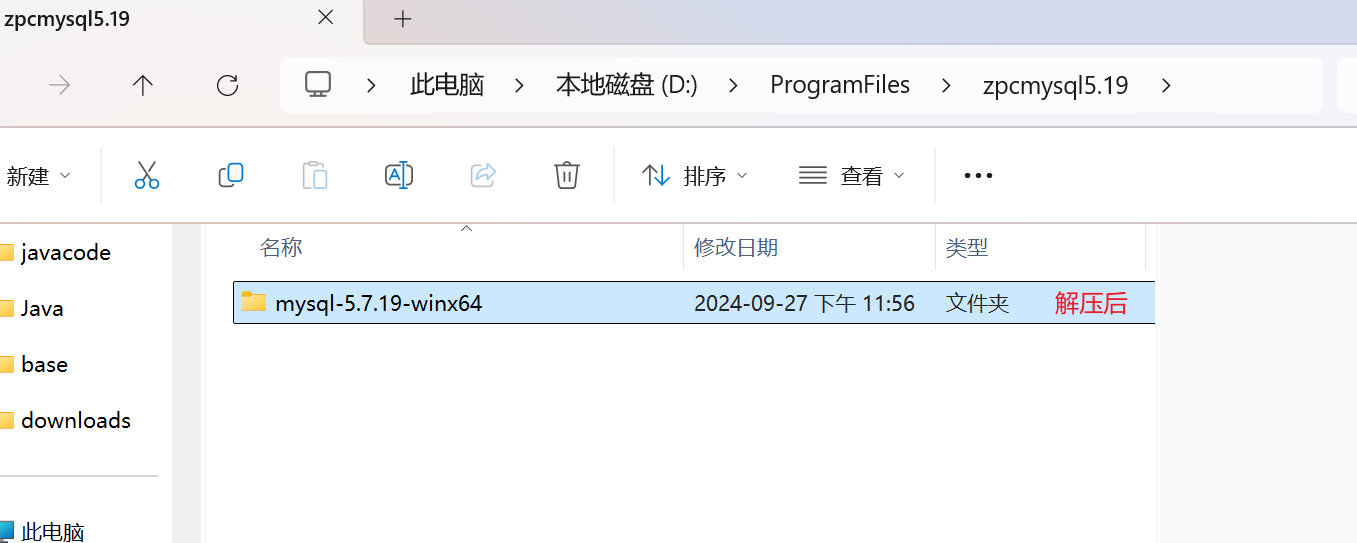 zpcmysql5.19
此电脑 本地磁盘 (D:) ProgramFiles zpcmysql5.19
新建 排序 查看
名称 修改日期 类型
mysql-5.7.19-winx64 2024-09-27 下午 11:56 文件夹 解压后
javacode
Java
base
downloads
此电脑